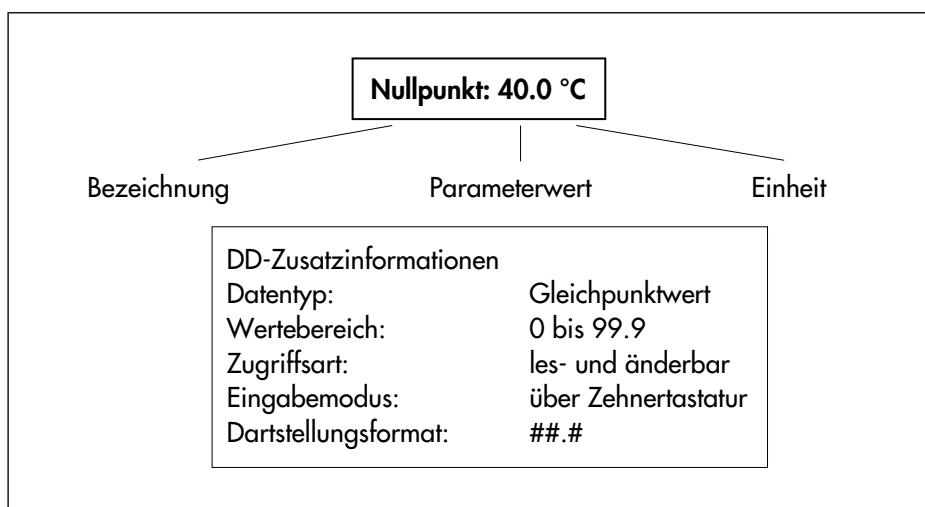 Nullpunkt: 40.0 °C
Bezeichnung Parameterwert Einheit
DD-Zusatzinformationen
Datentyp: Gleichpunktwert
Wertebereich: 0 bis 99.9
Zugriffsart: les- und änderbar
Eingabemodus: über Zehnertastatur
Dartstellungsformat: ##.#